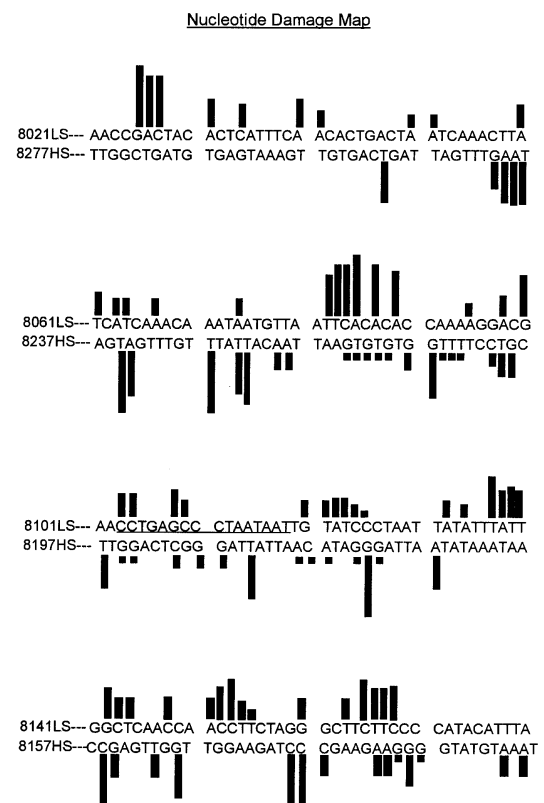 Nucleotide Damage Map
8021LS--- AACCGACTAC ACTCATTTCA ACACTGACTA ATCAAACTTA
8277HS--- TTGGCTGATG TGAGTAAAGT TGTGACTGAT TAGTTTGAAT
8061LS--- TCATCAAACA AATAATGTTAA ATTCACACAC CAAAAGGACG
8237HS--- AGTAGTTTGT TTATTACAAT TAAGTGTGTG GTTTTCCTGC
8101LS--- AACCTGAGCC CTAATAATTG TATCCCTAAT TATATTTATT
8197HS--- TTGGACTCGG GATTATTAAC ATAGGGATTA ATATAAATAA
8141LS--- GGCTCAACCA ACCTTCTAGG GCTTCTTCCC CATACATTTA
8157HS--- CCGAGTTGGT TGGAAGATCC CGAAGAAGGG GTATGTAAAT